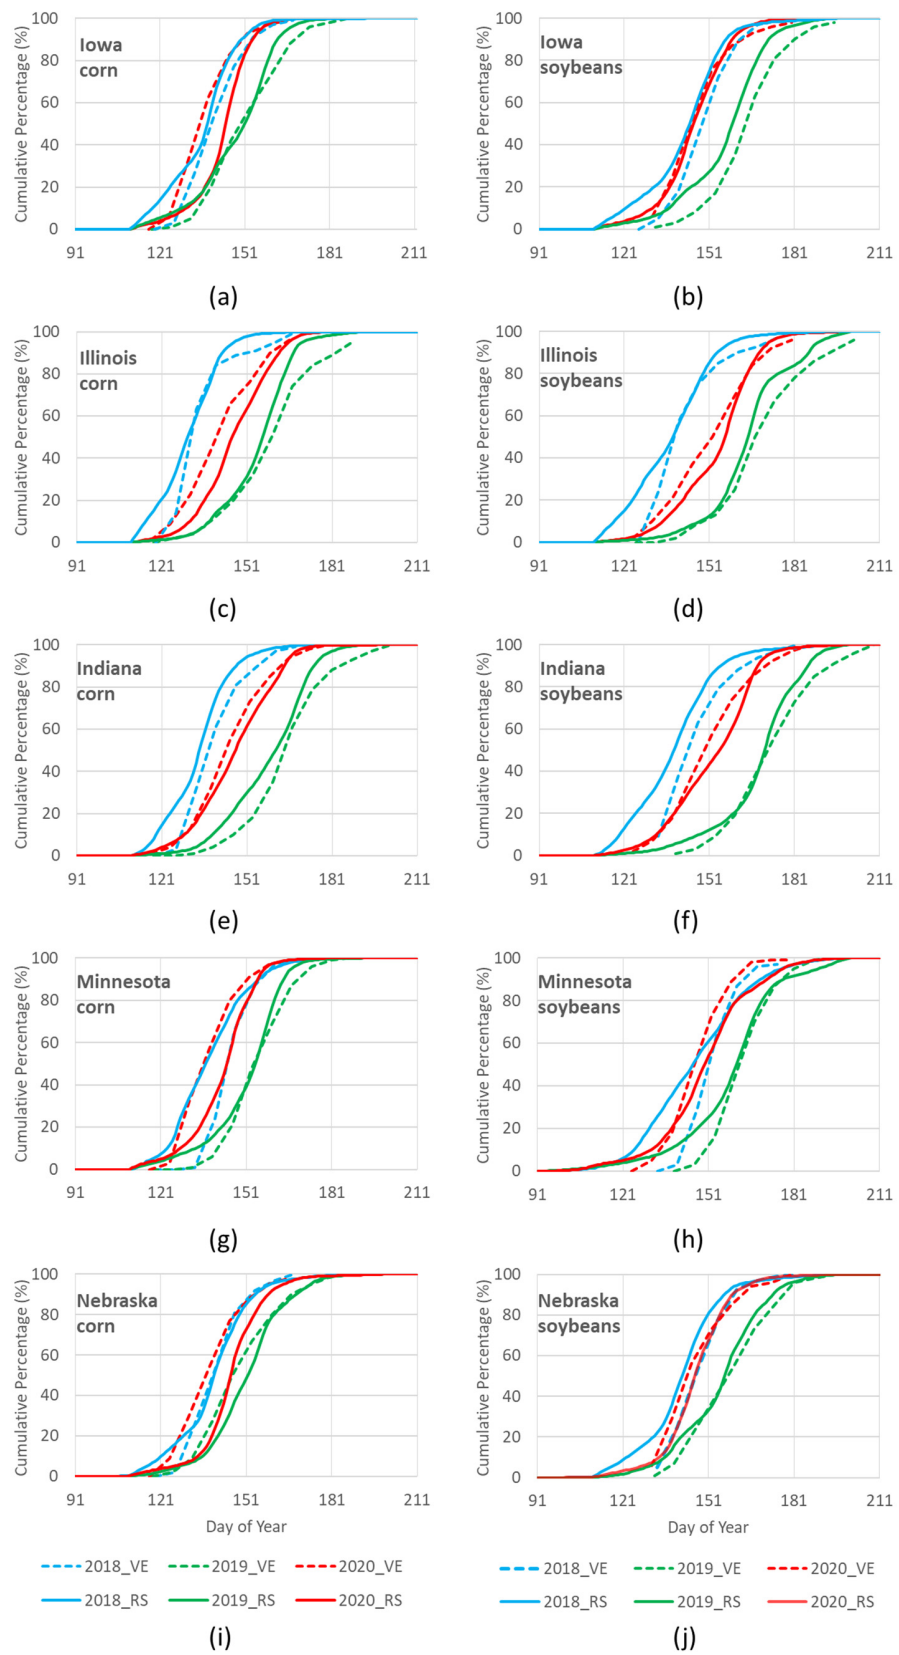 Iowa
corn
Cumulative Percentage (%)
100
80
60
40
20
0
91 121 151 181 211
(a)
Iowa
soybeans
Cumulative Percentage (%)
100
80
60
40
20
0
91 121 151 181 211
(b)
Illinois
corn
Cumulative Percentage (%)
100
80
60
40
20
0
91 121 151 181 211
(c)
Illinois
soybeans
Cumulative Percentage (%)
100
80
60
40
20
0
91 121 151 181 211
(d)
Indiana
corn
Cumulative Percentage (%)
100
80
60
40
20
0
91 121 151 181 211
(e)
Indiana
soybeans
Cumulative Percentage (%)
100
80
60
40
20
0
91 121 151 181 211
(f)
Minnesota
corn
Cumulative Percentage (%)
100
80
60
40
20
0
91 121 151 181 211
(g)
Minnesota
soybeans
Cumulative Percentage (%)
100
80
60
40
20
0
91 121 151 181 211
(h)
Nebraska
corn
Cumulative Percentage (%)
100
80
60
40
20
0
91 121 151 181 211
Day of Year
2018_VE 2019_VE 2020_VE
2018_RS 2019_RS 2020_RS
(i)
Nebraska
soybeans
Cumulative Percentage (%)
100
80
60
40
20
0
91 121 151 181 211
Day of Year
2018_VE 2019_VE 2020_VE
2018_RS 2019_RS 2020_RS
(j)